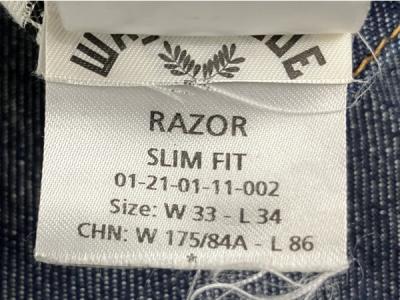 RAZOR
SLIM FIT
01-21-01-11-002
Size: W 33 - L 34
CHN: W 175/84A - L 86
*